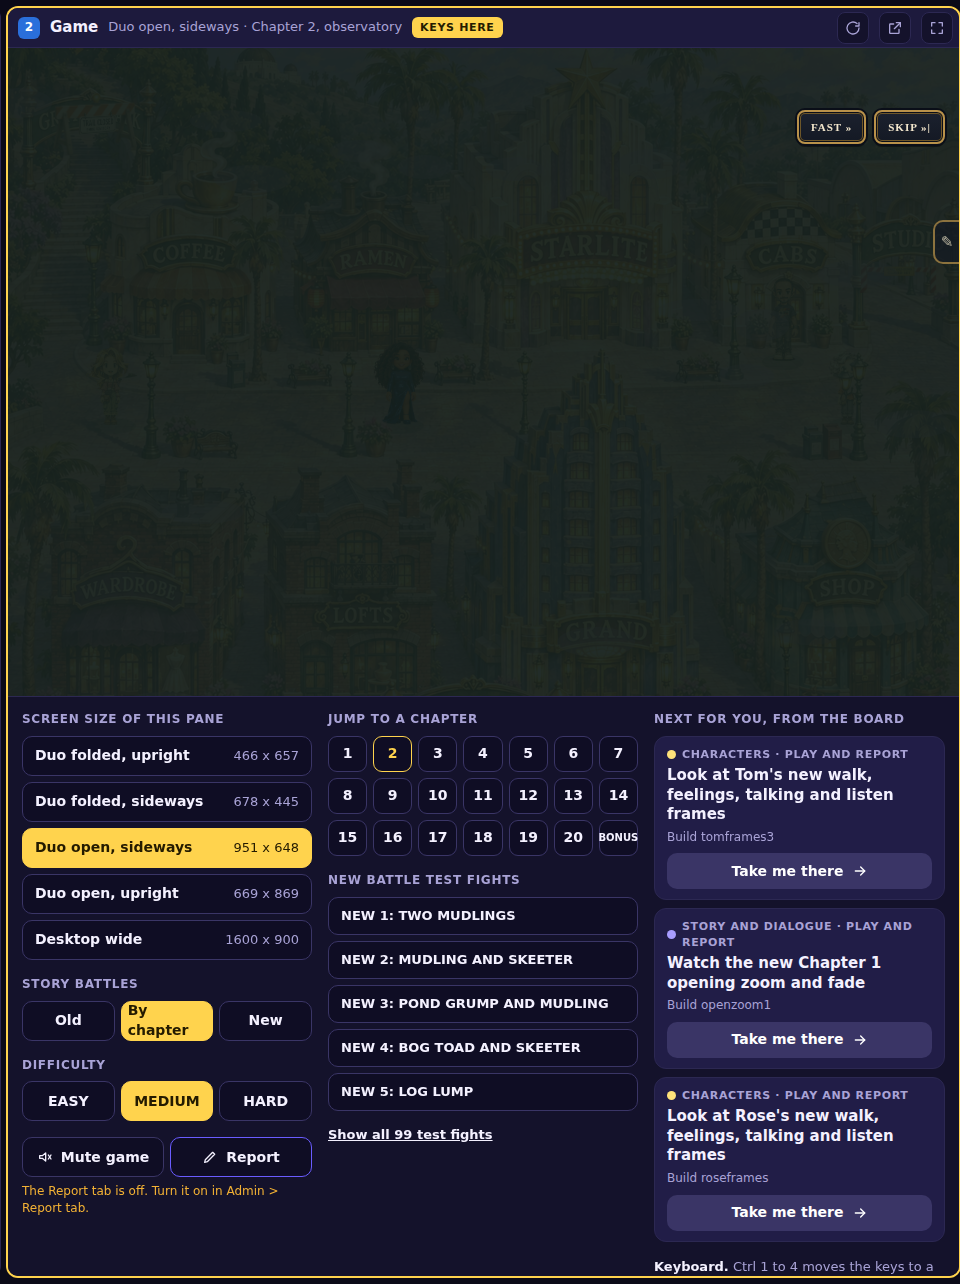 2 Game Duo open, sideways · Chapter 2, observatory KEYS HERE
FAST » SKIP »|
COFFEE
RAMEN
STARLITE
CABS
STUDI
WARDROBE
LOFTS
GRAND
SHOP
SCREEN SIZE OF THIS PANE
Duo folded, upright 466 x 657
Duo folded, sideways 678 x 445
Duo open, sideways 951 x 648
Duo open, upright 669 x 869
Desktop wide 1600 x 900
STORY BATTLES
Old
By
chapter
New
DIFFICULTY
EASY MEDIUM HARD
Mute game Report
The Report tab is off. Turn it on in Admin >
Report tab.
JUMP TO A CHAPTER
1 2 3 4 5 6 7
8 9 10 11 12 13 14
15 16 17 18 19 20 BONUS
NEW BATTLE TEST FIGHTS
NEW 1: TWO MUDLINGS
NEW 2: MUDLING AND SKEETER
NEW 3: POND GRUMP AND MUDLING
NEW 4: BOG TOAD AND SKEETER
NEW 5: LOG LUMP
Show all 99 test fights
NEXT FOR YOU, FROM THE BOARD
CHARACTERS · PLAY AND REPORT
Look at Tom's new walk,
feelings, talking and listen
frames
Build tomframes3
Take me there →
STORY AND DIALOGUE · PLAY AND
REPORT
Watch the new Chapter 1
opening zoom and fade
Build openzoom1
Take me there →
CHARACTERS · PLAY AND REPORT
Look at Rose's new walk,
feelings, talking and listen
frames
Build roseframes
Take me there →
Keyboard. Ctrl 1 to 4 moves the keys to a